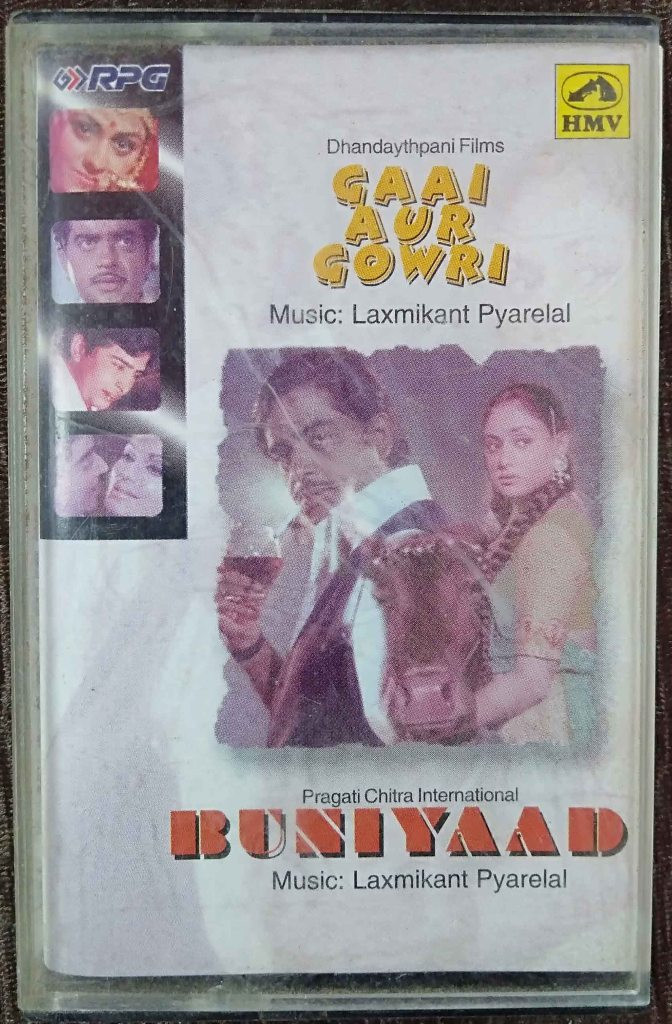 RPG
HMV
Dhandaythpani Films
GAAI
AUR
GOWRI
Music: Laxmikant Pyarelal
Pragati Chitra International
BUNIYAAD
Music: Laxmikant Pyarelal